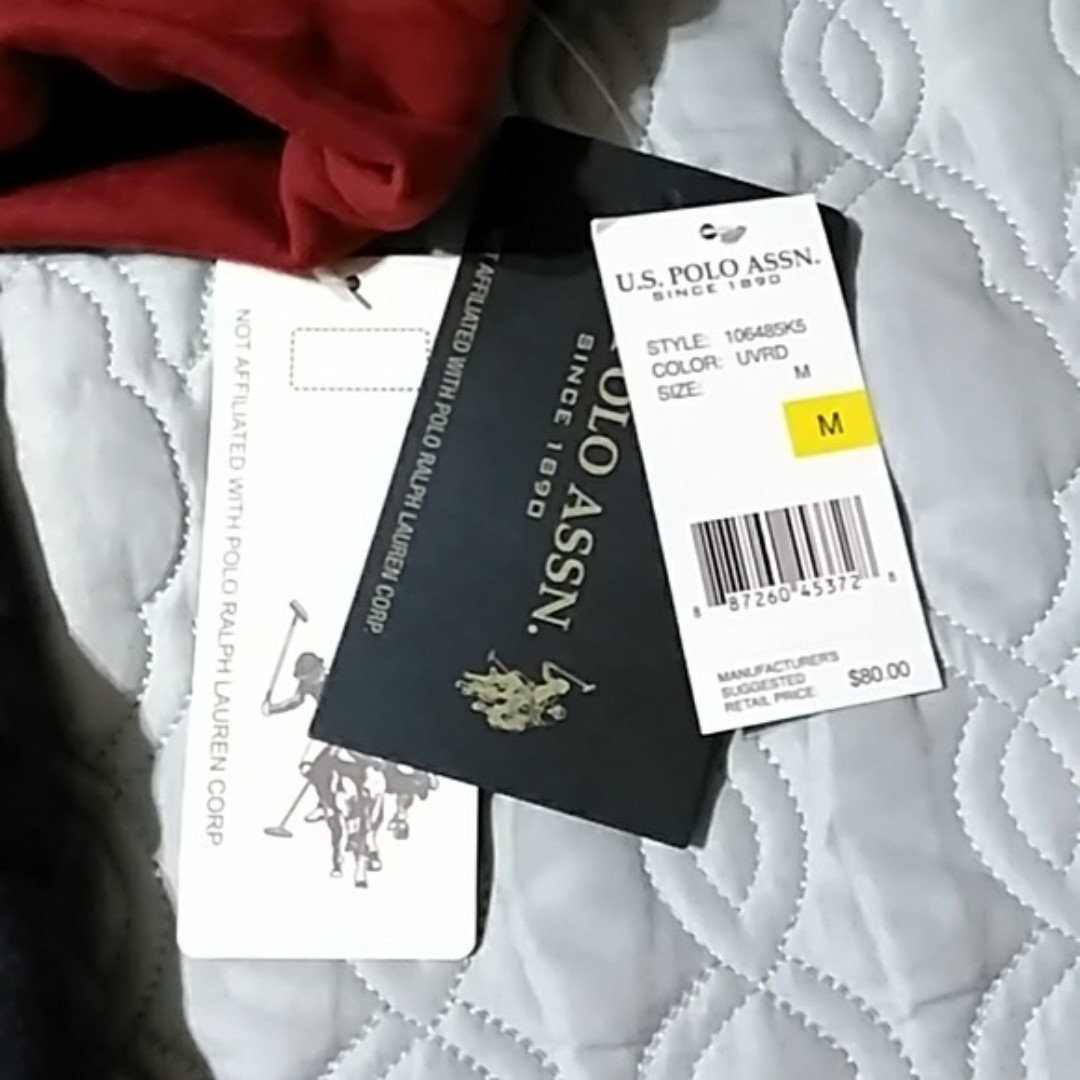 NOT AFFILIATED WITH POLO RALPH LAUREN CORP
AFFILIATED WITH POLO RALPH LAUREN CORP.
POLO ASSN.
SINCE 1890
U.S. POLO ASSN.
SINCE 1890
STYLE: 106485K5
COLOR: UVRD
SIZE: M
M
8 87260 45372 8
MANUFACTURER'S
SUGGESTED
RETAIL PRICE: $80.00